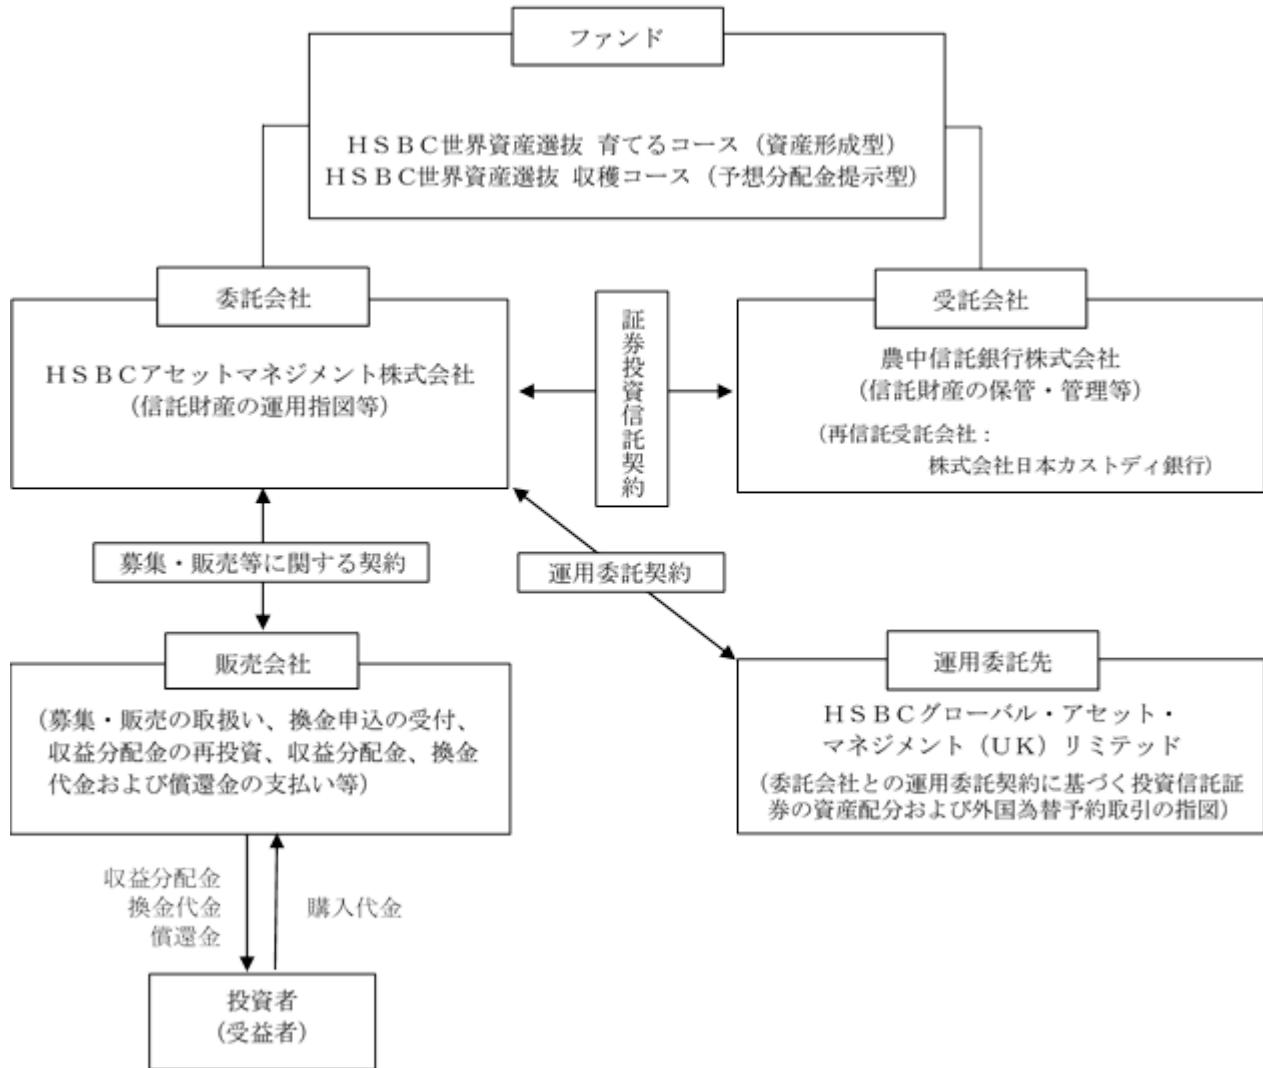 ファンド
ＨＳＢＣ世界資産選抜 育てるコース（資産形成型）
ＨＳＢＣ世界資産選抜 収穫コース（予想分配金提示型）
委託会社
ＨＳＢＣアセットマネジメント株式会社
（信託財産の運用指図等）
証券投資信託契約
受託会社
農中信託銀行株式会社
（信託財産の保管・管理等）
（再信託受託会社：
株式会社日本カストディ銀行）
募集・販売等に関する契約
運用委託契約
販売会社
（募集・販売の取扱い、換金申込の受付、
収益分配金の再投資、収益分配金、換金
代金および償還金の支払い等）
運用委託先
ＨＳＢＣグローバル・アセット・
マネジメント（ＵＫ）リミテッド
（委託会社との運用委託契約に基づく投資信託証
券の資産配分および外国為替予約取引の指図）
収益分配金
換金代金
償還金
購入代金
投資者
（受益者）